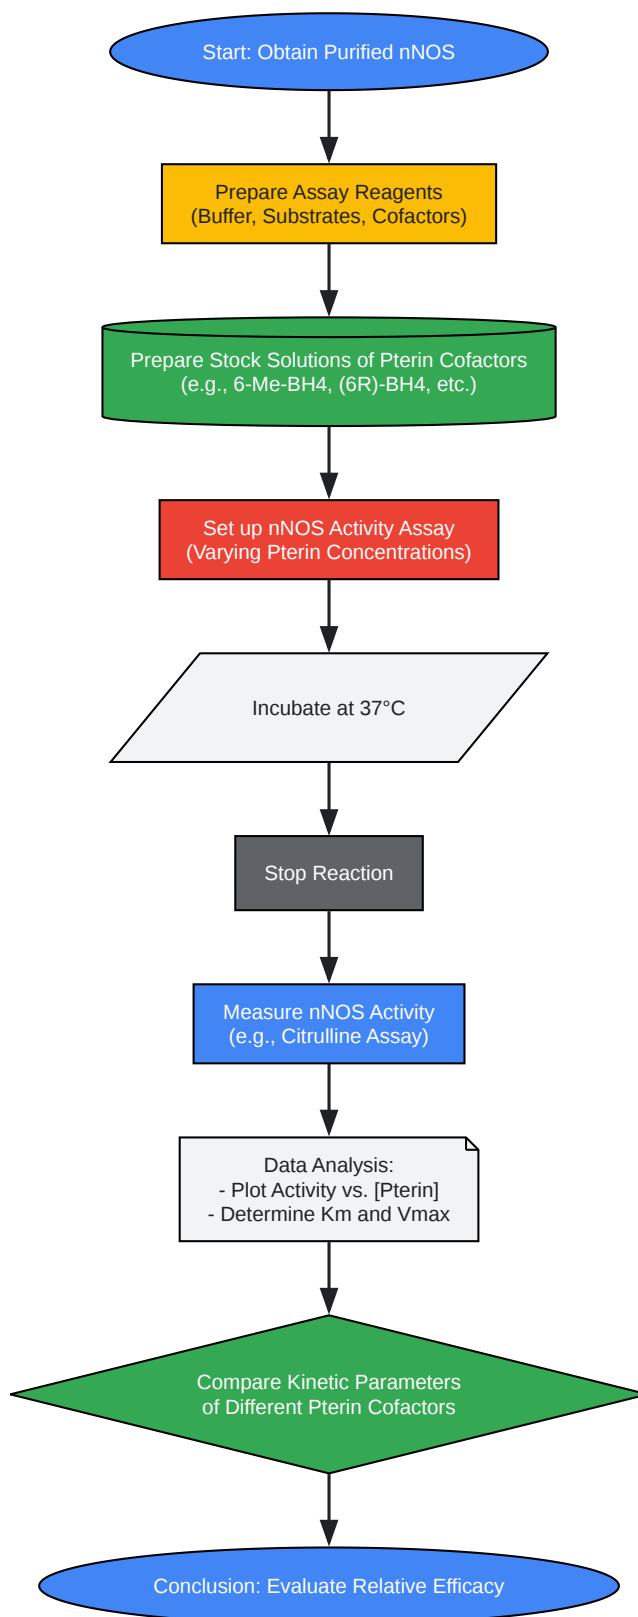 Start: Obtain Purified nNOS
Prepare Assay Reagents
(Buffer, Substrates, Cofactors)
Prepare Stock Solutions of Pterin Cofactors
(e.g., 6-Me-BH4, (6R)-BH4, etc.)
Set up nNOS Activity Assay
(Varying Pterin Concentrations)
Incubate at 37°C
Stop Reaction
Measure nNOS Activity
(e.g., Citrulline Assay)
Data Analysis:
- Plot Activity vs. [Pterin]
- Determine Km and Vmax
Compare Kinetic Parameters
of Different Pterin Cofactors
Conclusion: Evaluate Relative Efficacy